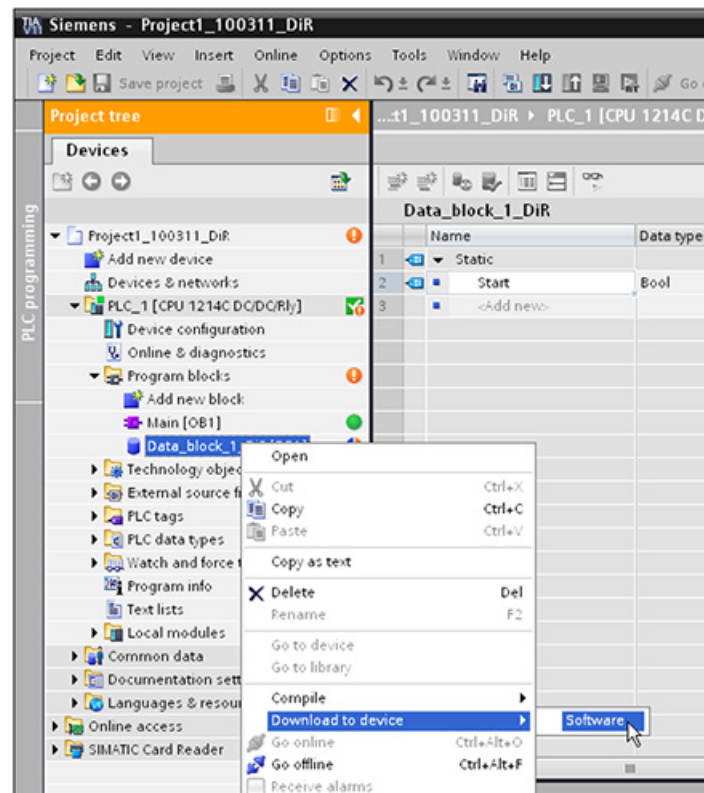 Siemens - Project1_100311_DiR
Project Edit View Insert Online Options Tools Window Help
Save project Go
Project tree
...t1_100311_DiR ▸ PLC_1 [CPU 1214C D
Devices
PLC programming
Data_block_1_DiR
Name Data type
1 Static
2 Start Bool
3 <Add new>
Project1_100311_DiR
Add new device
Devices & networks
PLC_1 [CPU 1214C DC/DC/Rly]
Device configuration
Online & diagnostics
Program blocks
Add new block
Main [OB1]
Data_block_1
Technology objec
External source fi
PLC tags
PLC data types
Watch and force t
Program info
Text lists
Local modules
Common data
Documentation sett
Languages & resour
Online access
SIMATIC Card Reader
Open
Cut Ctrl+X
Copy Ctrl+C
Paste Ctrl+V
Copy as text
Delete Del
Rename F2
Go to device
Go to library
Compile
Download to device
Software
Go online Ctrl+Alt+O
Go offline Ctrl+Alt+F
Receive alarms